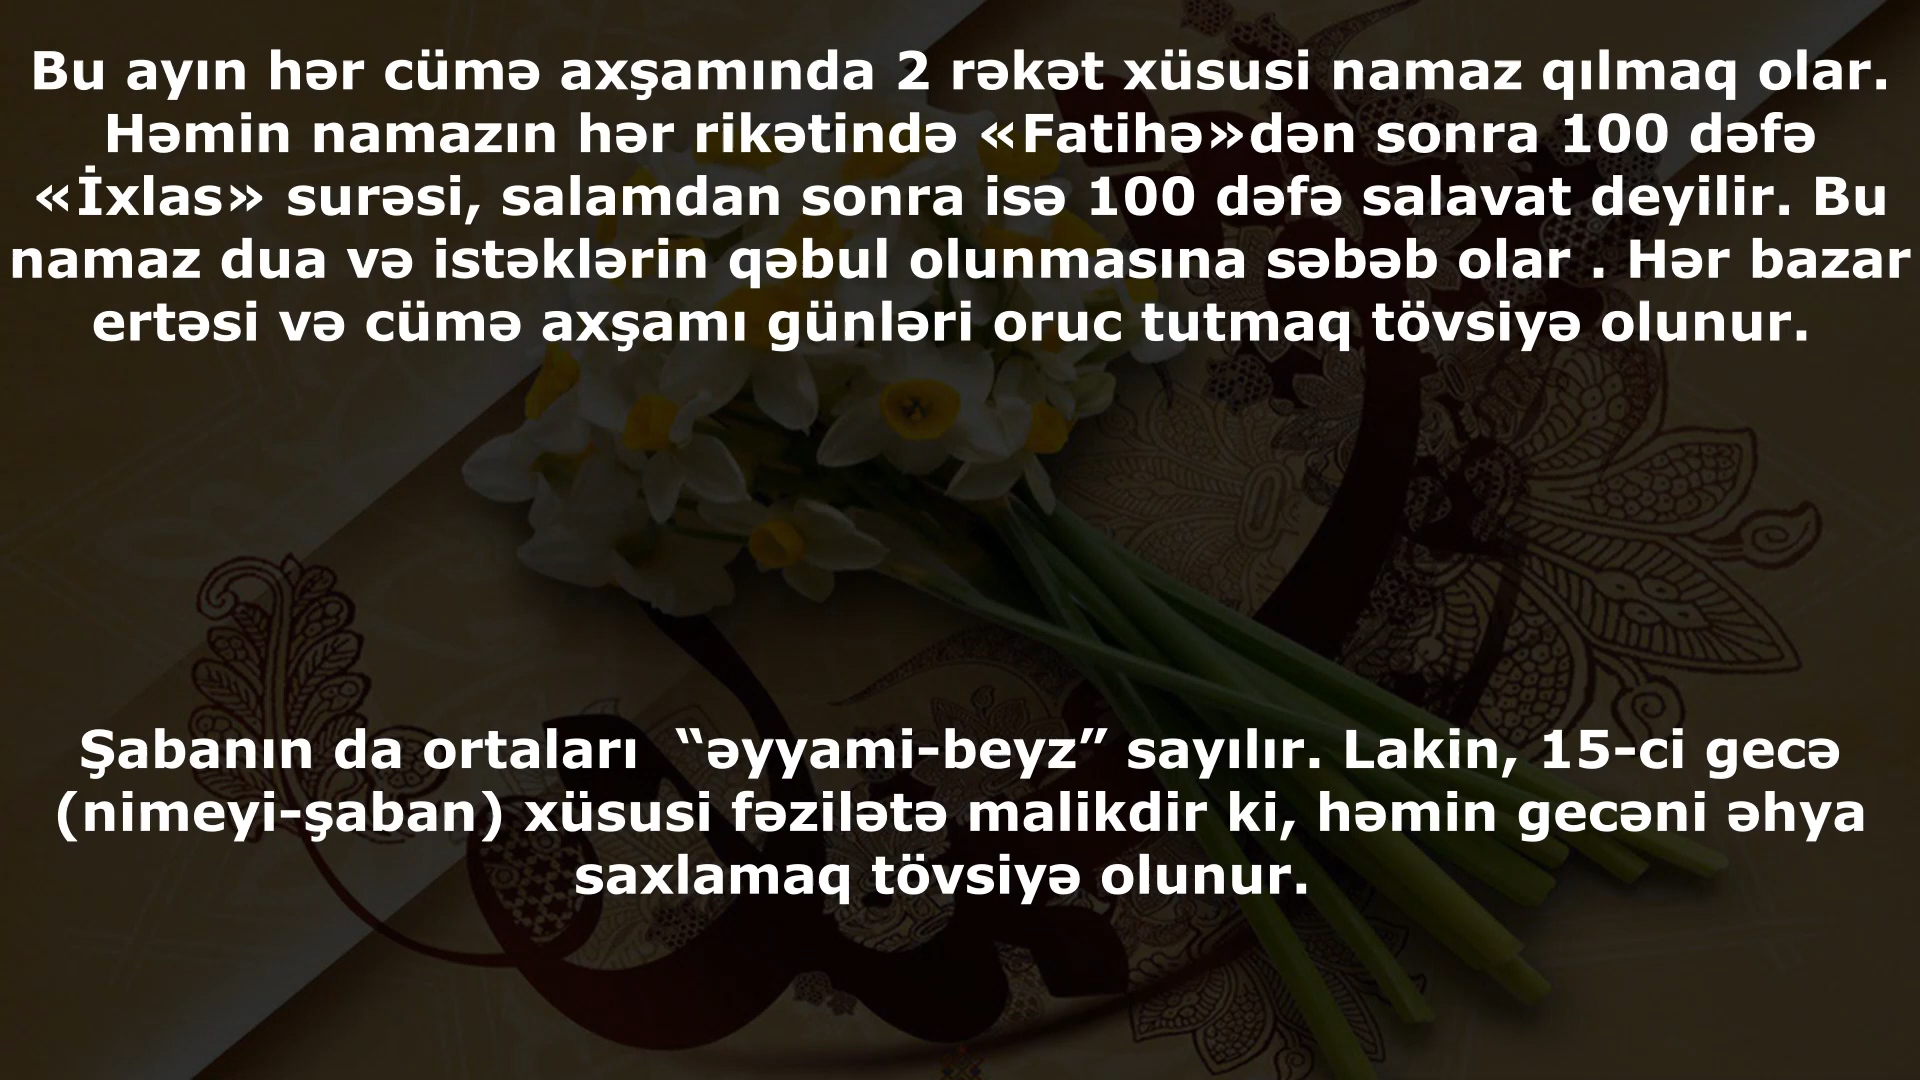 Bu ayın hər cümə axşamında 2 rəkət xüsusi namaz qılmaq olar.
Həmin namazın hər rikətində «Fatihə»dən sonra 100 dəfə
«İxlas» surəsi, salamdan sonra isə 100 dəfə salavat deyilir. Bu
namaz dua və istəklərin qəbul olunmasına səbəb olar . Hər bazar
ertəsi və cümə axşamı günləri oruc tutmaq tövsiyə olunur.
Şabanın da ortaları “əyyami-beyz” sayılır. Lakin, 15-ci gecə
(nimeyi-şaban) xüsusi fəzilətə malikdir ki, həmin gecəni əhya
saxlamaq tövsiyə olunur.